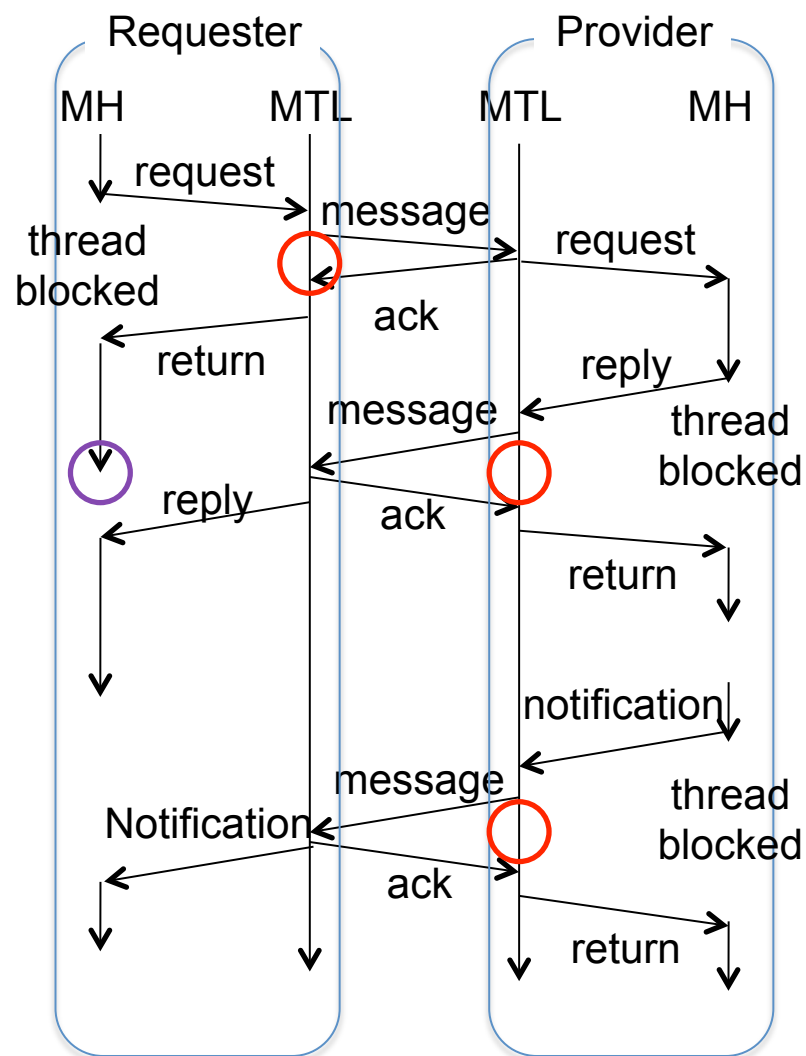 Requester
Provider
MH
MTL
MTL
MH
request
message
request
thread
blocked
ack
return
reply
message
thread
blocked
reply
ack
return
notification
message
thread
blocked
Notification
ack
return